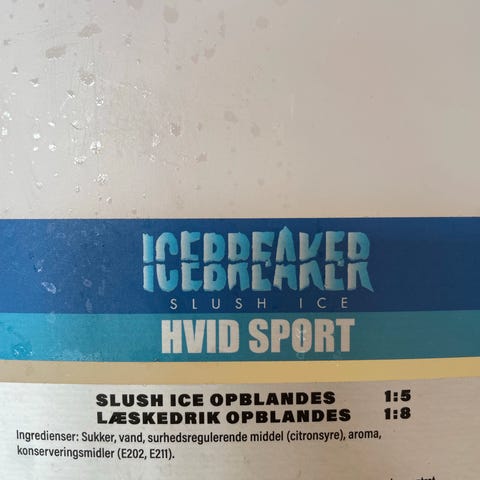 ICEBREAKER
SLUSH ICE
HVID SPORT
SLUSH ICE OPBLANDES 1:5
LÆSKEDRIK OPBLANDES 1:8
Ingredienser: Sukker, vand, surhedsregulerende middel (citronsyre), aroma,
konserveringsmidler (E202, E211).